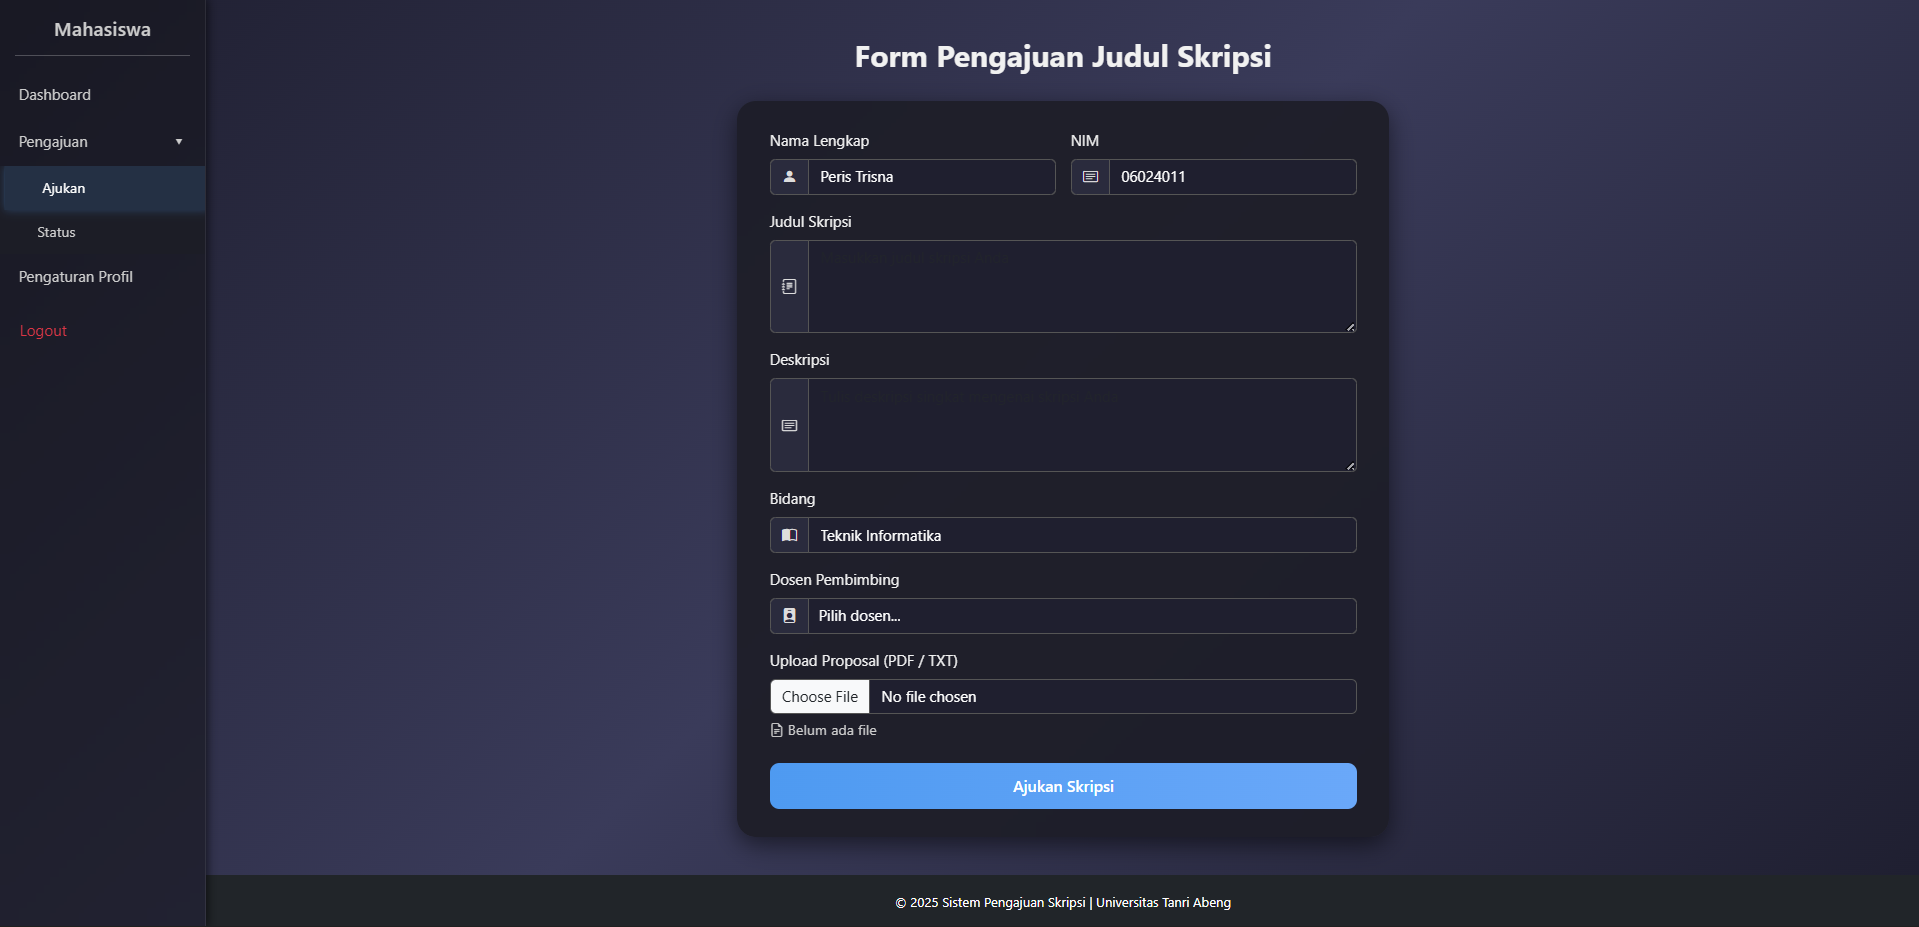 Mahasiswa
Dashboard
Pengajuan
Ajukan
Status
Pengaturan Profil
Logout
Form Pengajuan Judul Skripsi
Nama Lengkap
NIM
Peris Trisna
06024011
Judul Skripsi
Deskripsi
Bidang
Teknik Informatika
Dosen Pembimbing
Pilih dosen...
Upload Proposal (PDF / TXT)
Choose File No file chosen
Belum ada file
Ajukan Skripsi
© 2025 Sistem Pengajuan Skripsi | Universitas Tanri Abeng